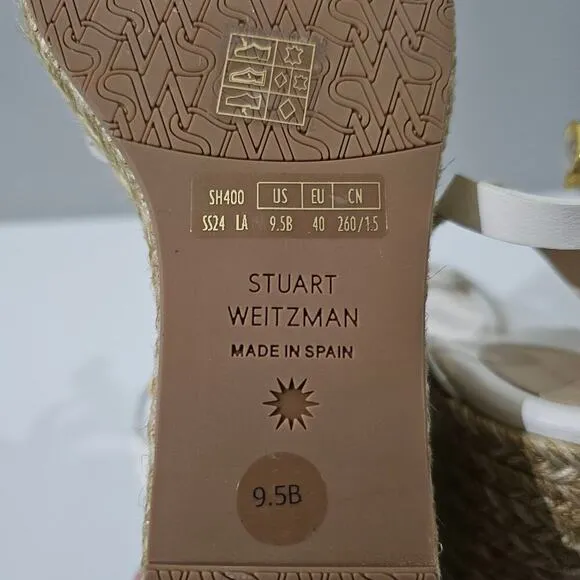 SH400 US EU CN
SS24 LA 9.5B 40 260/1.5
STUART
WEITZMAN
MADE IN SPAIN
9.5B